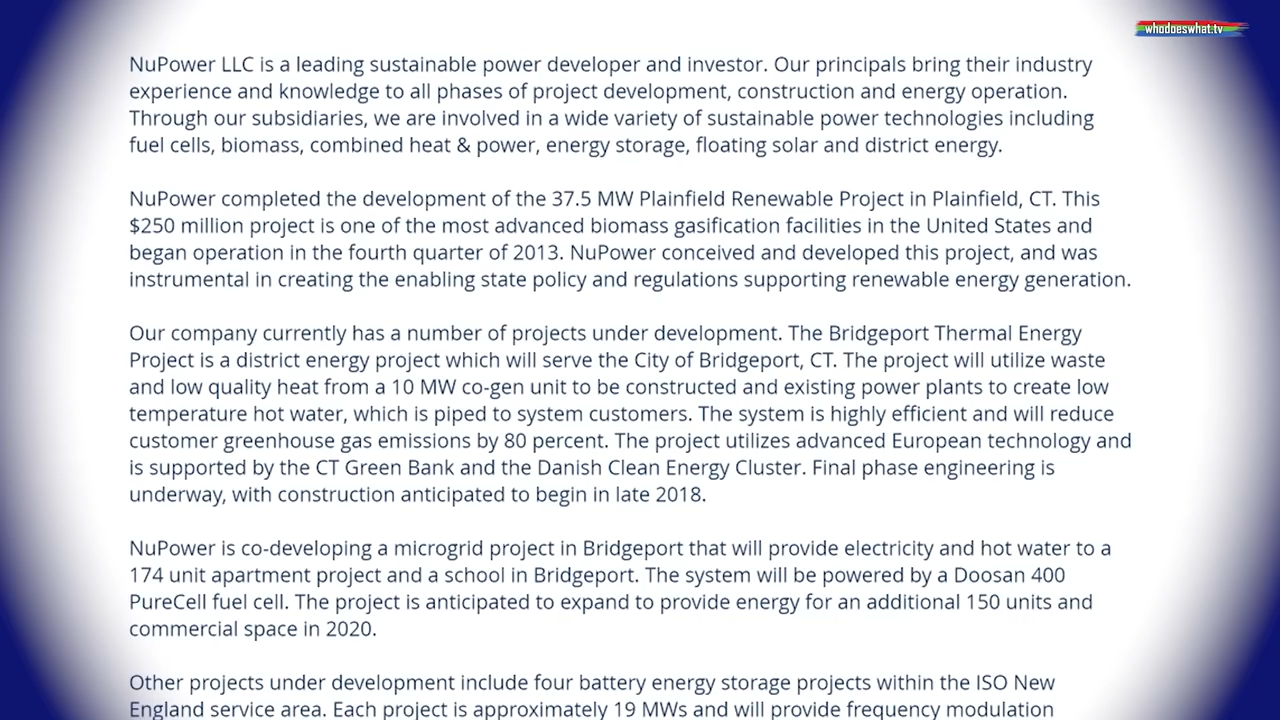 whodoeswhat.tv
NuPower LLC is a leading sustainable power developer and investor. Our principals bring their industry
experience and knowledge to all phases of project development, construction and energy operation.
Through our subsidiaries, we are involved in a wide variety of sustainable power technologies including
fuel cells, biomass, combined heat & power, energy storage, floating solar and district energy.
NuPower completed the development of the 37.5 MW Plainfield Renewable Project in Plainfield, CT. This
$250 million project is one of the most advanced biomass gasification facilities in the United States and
began operation in the fourth quarter of 2013. NuPower conceived and developed this project, and was
instrumental in creating the enabling state policy and regulations supporting renewable energy generation.
Our company currently has a number of projects under development. The Bridgeport Thermal Energy
Project is a district energy project which will serve the City of Bridgeport, CT. The project will utilize waste
and low quality heat from a 10 MW co-gen unit to be constructed and existing power plants to create low
temperature hot water, which is piped to system customers. The system is highly efficient and will reduce
customer greenhouse gas emissions by 80 percent. The project utilizes advanced European technology and
is supported by the CT Green Bank and the Danish Clean Energy Cluster. Final phase engineering is
underway, with construction anticipated to begin in late 2018.
NuPower is co-developing a microgrid project in Bridgeport that will provide electricity and hot water to a
174 unit apartment project and a school in Bridgeport. The system will be powered by a Doosan 400
PureCell fuel cell. The project is anticipated to expand to provide energy for an additional 150 units and
commercial space in 2020.
Other projects under development include four battery energy storage projects within the ISO New
England service area. Each project is approximately 19 MWs and will provide frequency modulation